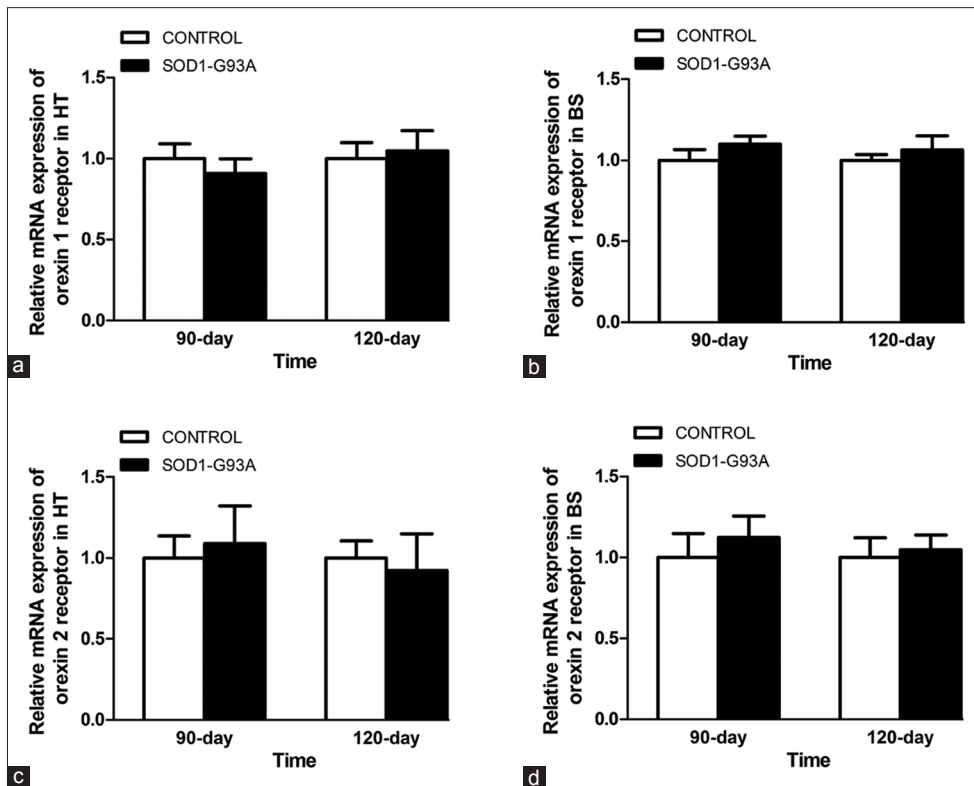 CONTROL
SOD1-G93A
Relative mRNA expression of
orexin 1 receptor in HT
1.5
1.0
0.5
0.0
90-day
120-day
Time
a
CONTROL
SOD1-G93A
Relative mRNA expression of
orexin 1 receptor in BS
1.5
1.0
0.5
0.0
90-day
120-day
Time
b
CONTROL
SOD1-G93A
Relative mRNA expression of
orexin 2 receptor in HT
1.5
1.0
0.5
0.0
90-day
120-day
Time
c
CONTROL
SOD1-G93A
Relative mRNA expression of
orexin 2 receptor in BS
1.5
1.0
0.5
0.0
90-day
120-day
Time
d